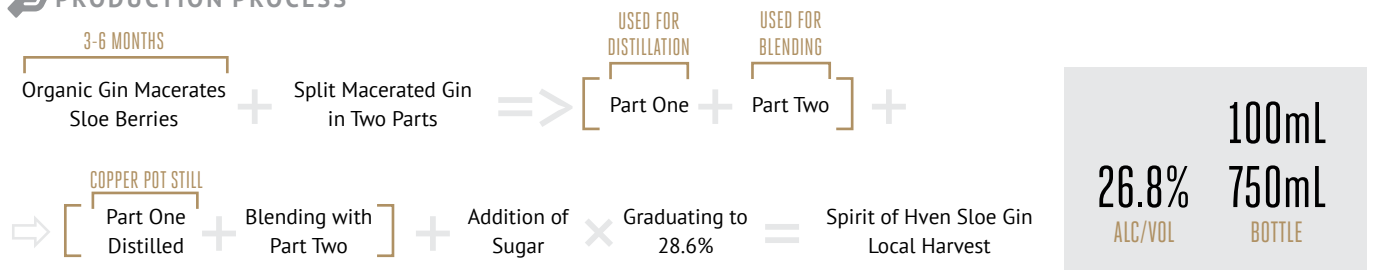 PRODUCTION PROCESS
3-6 MONTHS
Organic Gin Macerates
Sloe Berries
+
Split Macerated Gin
in Two Parts
=>
USED FOR
DISTILLATION
[ Part One
+
USED FOR
BLENDING
Part Two ]
+
COPPER POT STILL
[ Part One
Distilled
+
Blending with
Part Two ]
+
Addition of
Sugar
×
Graduating to
28.6%
=
Spirit of Hven Sloe Gin
Local Harvest
26.8%
ALC/VOL
100mL
750mL
BOTTLE